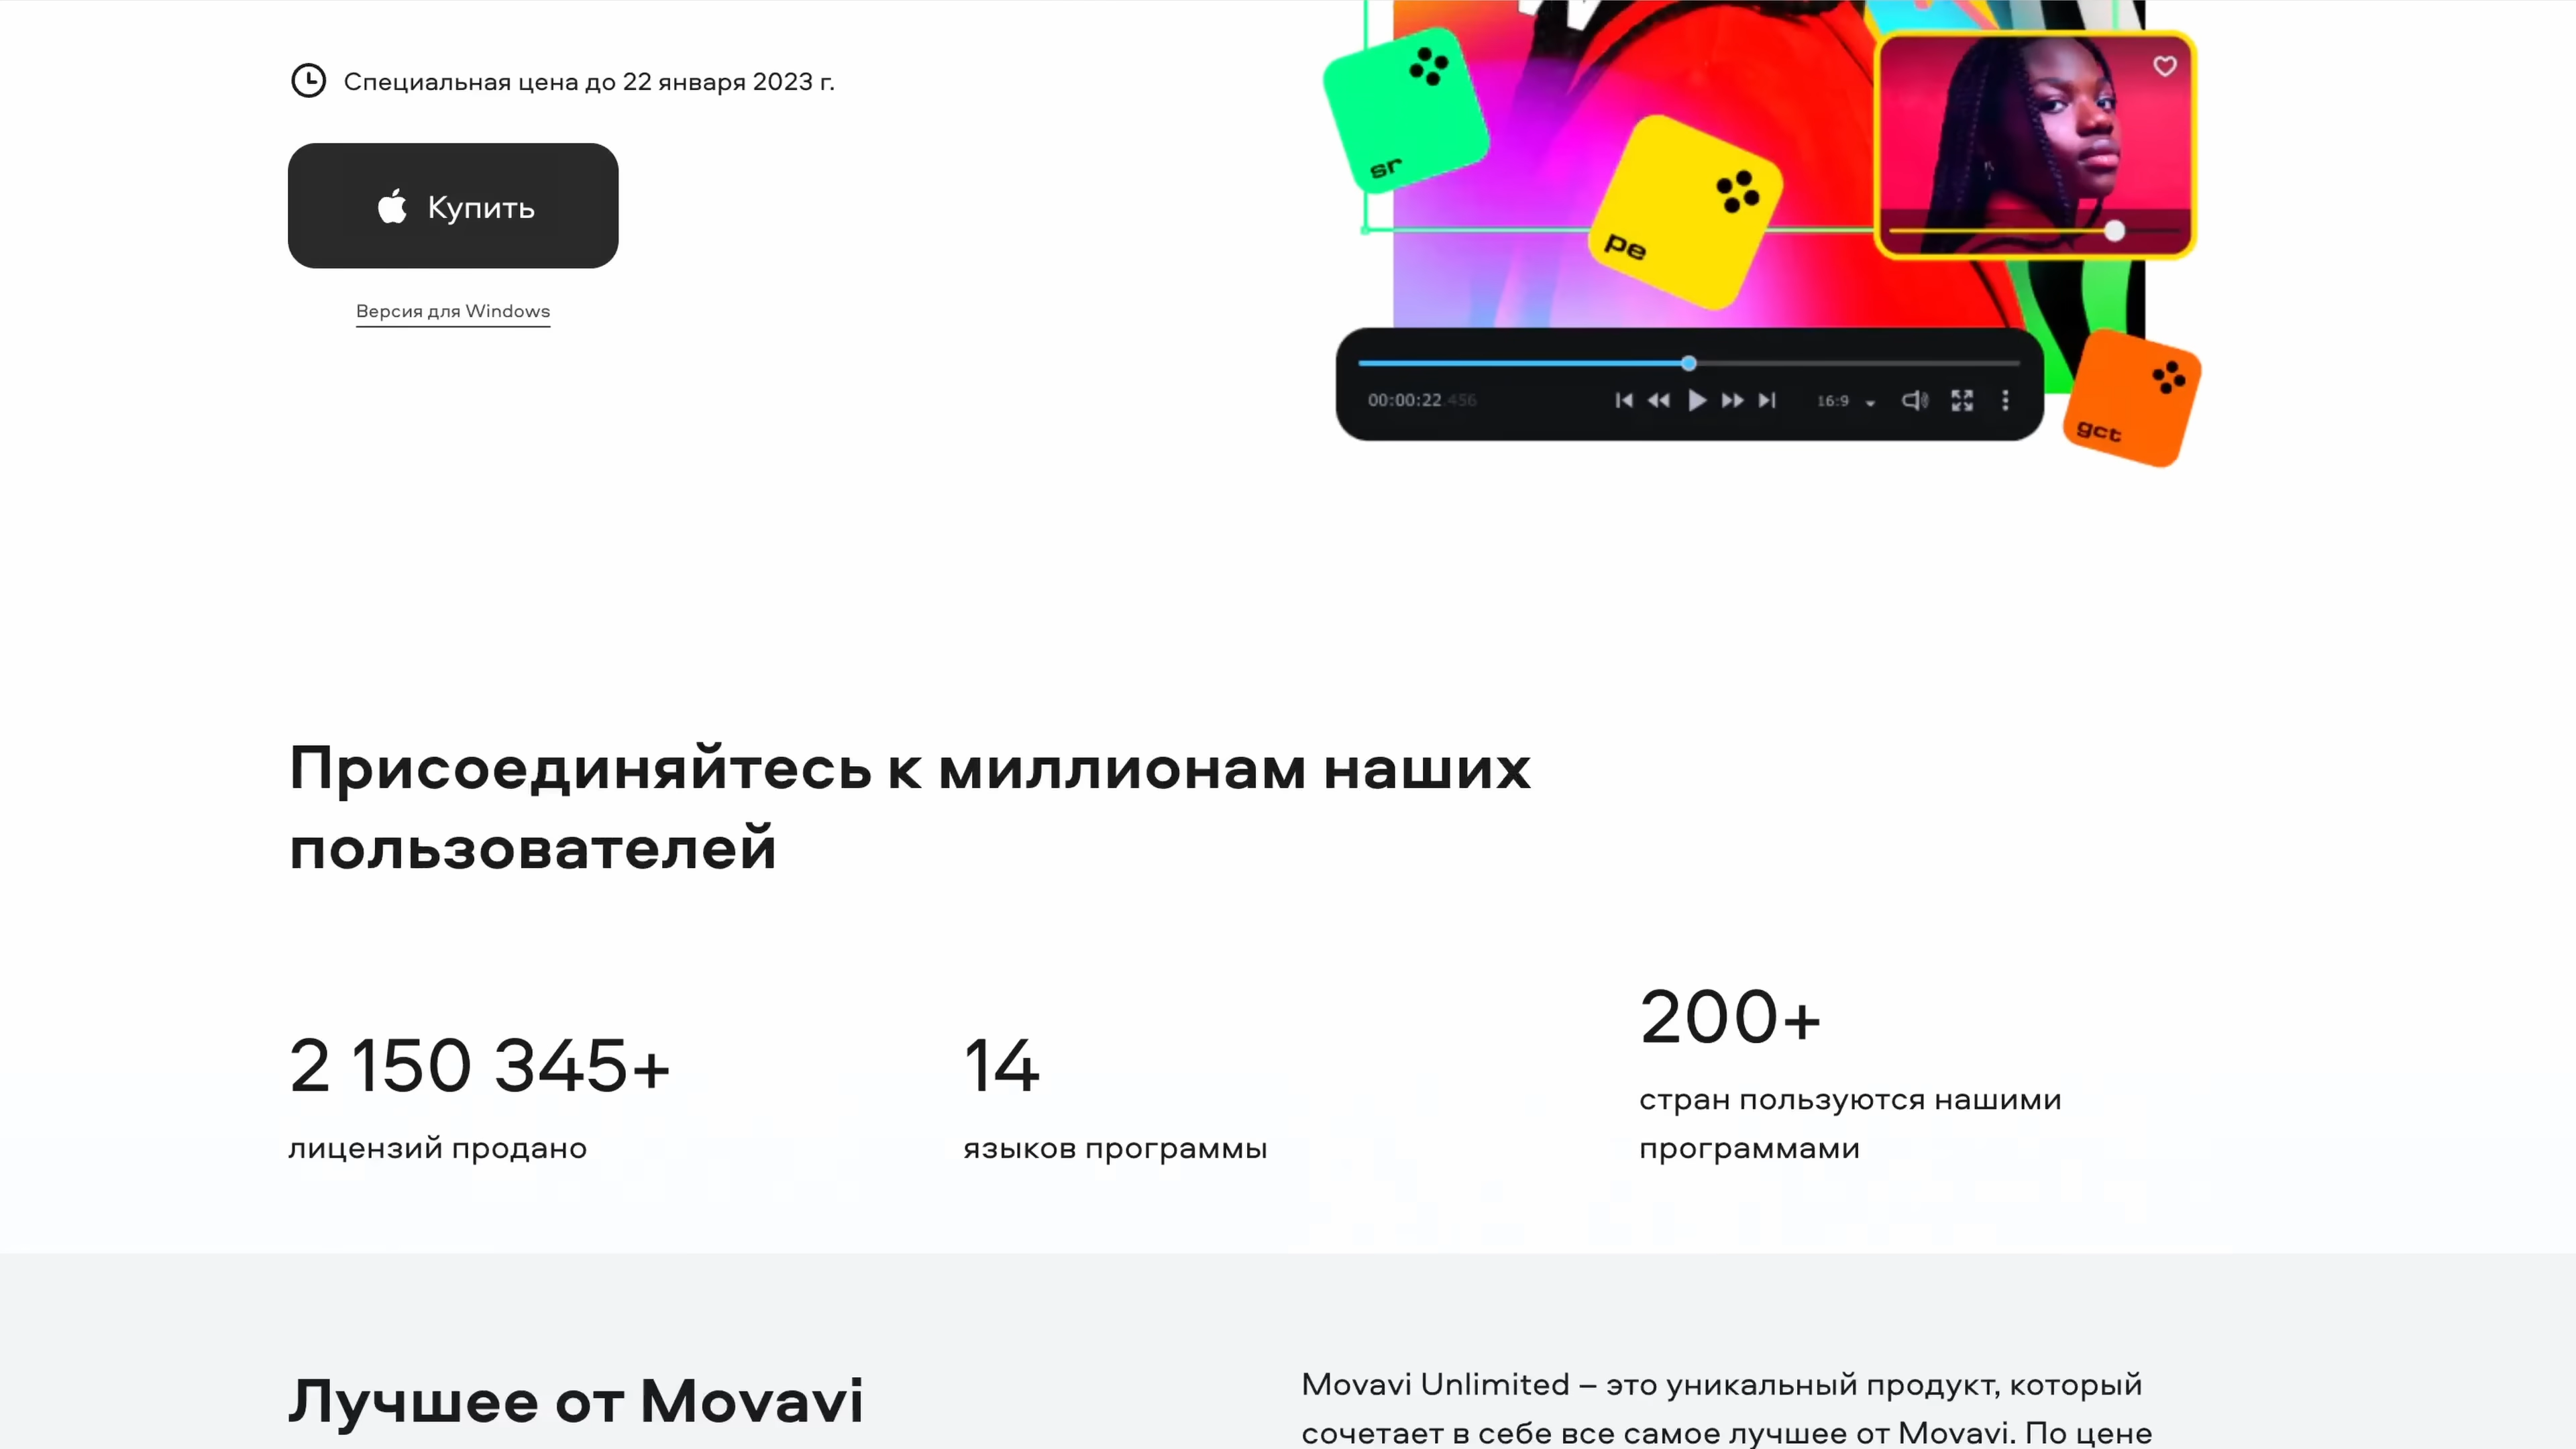 Специальная цена до 22 января 2023 г.
Купить
Версия для Windows
sr
pe
00:00:22.456
16:9
gct
Присоединяйтесь к миллионам наших
пользователей
2 150 345+
лицензий продано
14
языков программы
200+
стран пользуются нашими
программами
Лучшее от Movavi
Movavi Unlimited – это уникальный продукт, который
сочетает в себе все самое лучшее от Movavi. По цене